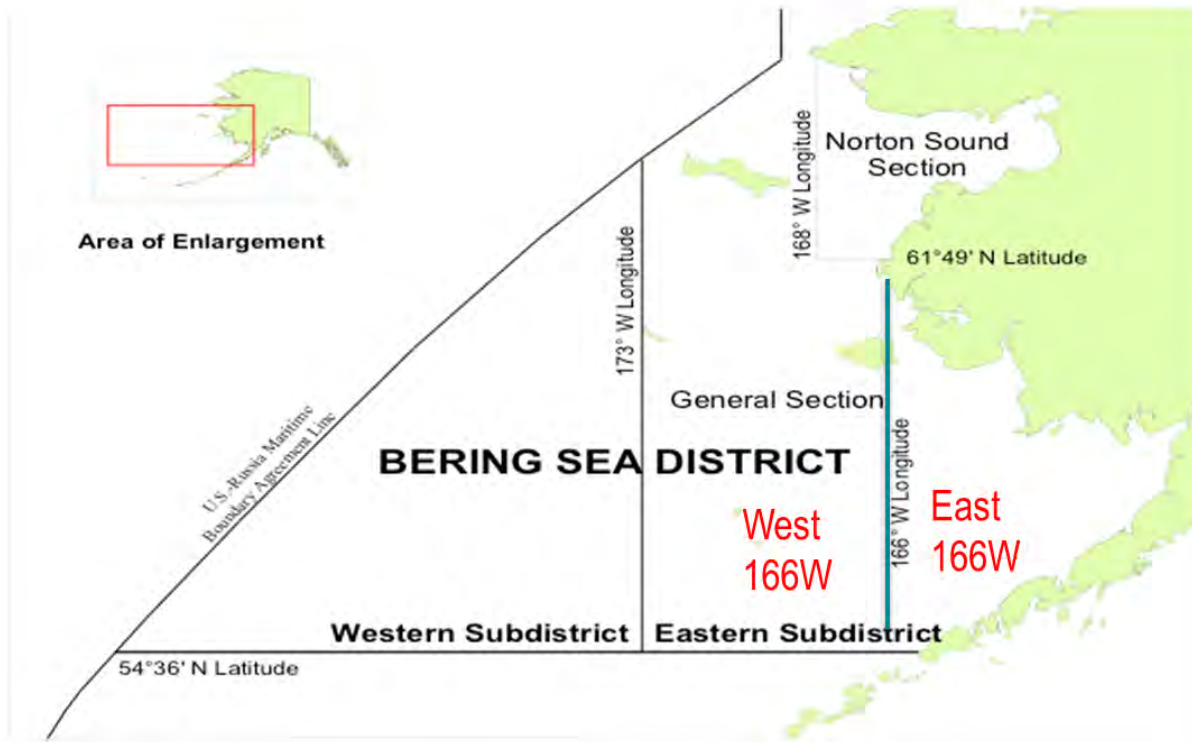 Area of Enlargement
Norton Sound
Section
168° W Longitude
61°49' N Latitude
173° W Longitude
General Section
U.S.-Russia Maritime
Boundary Agreement Line
BERING SEA DISTRICT
166° W Longitude
West
166W
East
166W
Western Subdistrict
Eastern Subdistrict
54°36' N Latitude